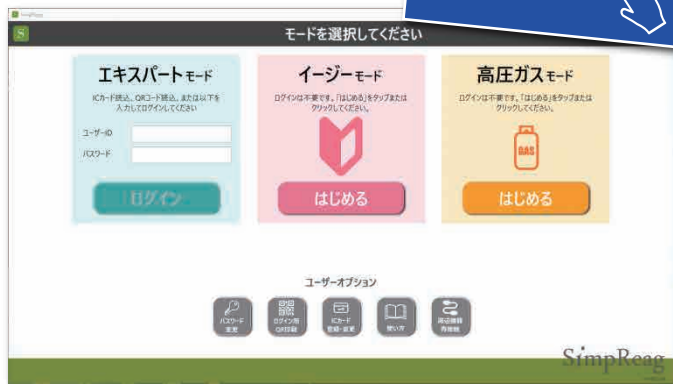 モードを選択してください
エキスパートモード
ICカード読込、QRコード読込、または以下を
入力してログインしてください
ユーザーID
パスワード
ログイン
イージーモード
ログインは不要です。「はじめる」をタップまたは
クリックしてください。
はじめる
高圧ガスモード
ログインは不要です。「はじめる」をタップまたは
クリックしてください。
GAS
はじめる
ユーザーオプション
パスワード
変更
ログイン用
QR印刷
ICカード
登録・変更
使い方
SimpReag